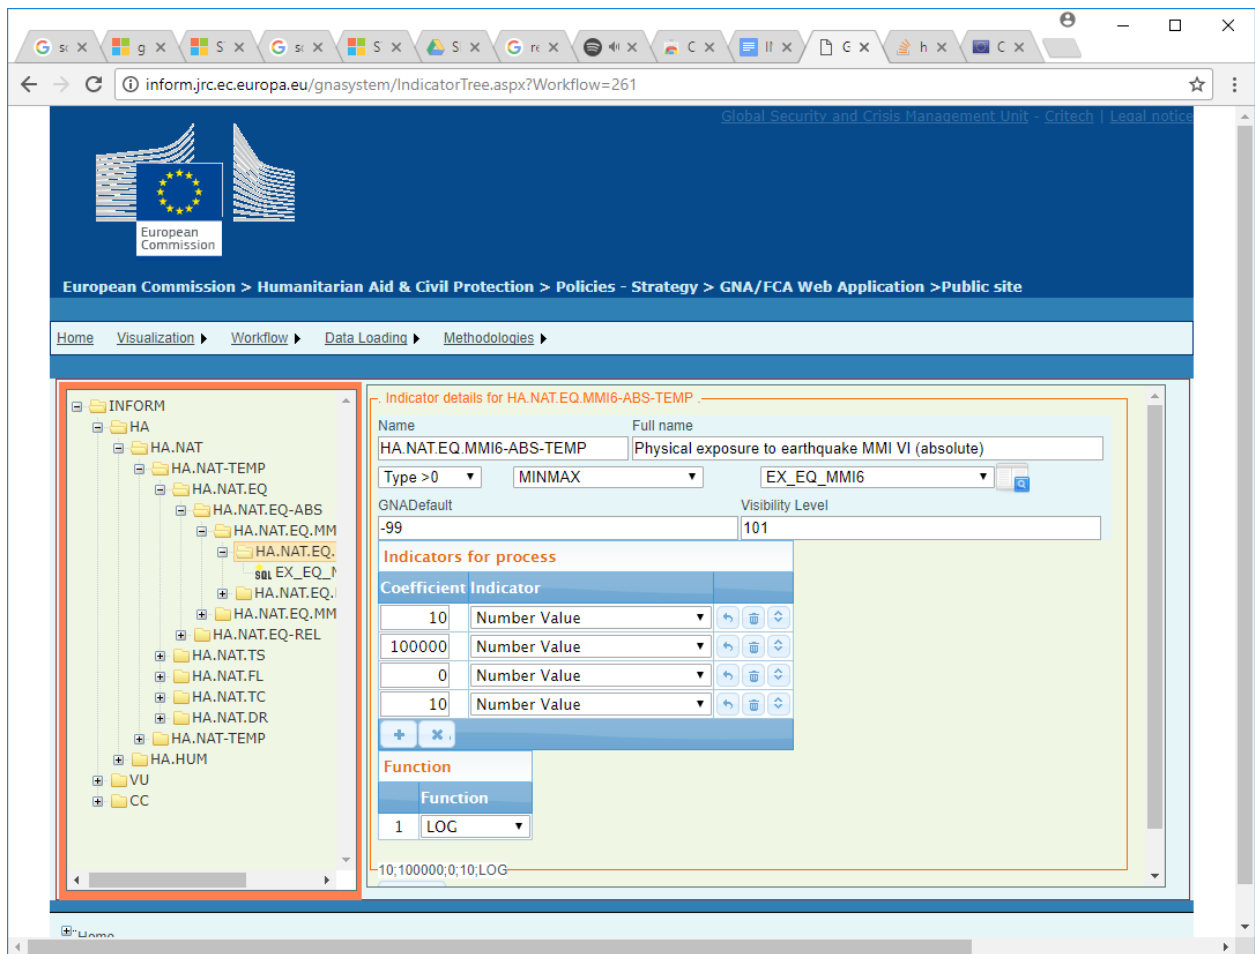 sc
g
S
sc
S
S
re
C
II
G
h
C
inform.jrc.ec.europa.eu/gnasystem/IndicatorTree.aspx?Workflow=261
Global Security and Crisis Management Unit - Critech | Legal notice
European
Commission
European Commission > Humanitarian Aid & Civil Protection > Policies - Strategy > GNA/FCA Web Application >Public site
Home Visualization Workflow Data Loading Methodologies
INFORM
HA
HA.NAT
HA.NAT-TEMP
HA.NAT.EQ
HA.NAT.EQ-ABS
HA.NAT.EQ.MM
HA.NAT.EQ.
SQL EX_EQ_M
HA.NAT.EQ.
HA.NAT.EQ.MM
HA.NAT.EQ-REL
HA.NAT.TS
HA.NAT.FL
HA.NAT.TC
HA.NAT.DR
HA.NAT-TEMP
HA.HUM
VU
CC
. Indicator details for HA.NAT.EQ.MMI6-ABS-TEMP .
Name Full name
HA.NAT.EQ.MMI6-ABS-TEMP Physical exposure to earthquake MMI VI (absolute)
Type >0 MINMAX EX_EQ_MMI6
GNADefault Visibility Level
-99 101
Indicators for process
Coefficient Indicator
10 Number Value
100000 Number Value
0 Number Value
10 Number Value
Function
Function
1 LOG
10;100000;0;10;LOG
Home